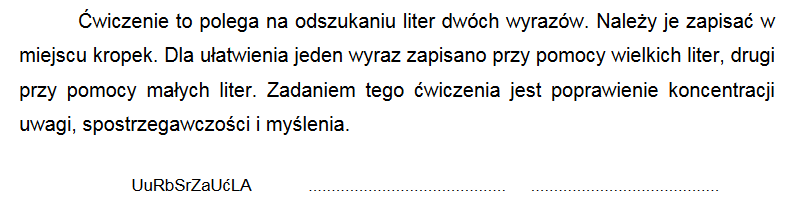 Ćwiczenie to polega na odszukaniu liter dwóch wyrazów. Należy je zapisać w
miejscu kropek. Dla ułatwienia jeden wyraz zapisano przy pomocy wielkich liter, drugi
przy pomocy małych liter. Zadaniem tego ćwiczenia jest poprawienie koncentracji
uwagi, spostrzegawczości i myślenia.
UuRbSrZaUćLA ........................................... ..........................................